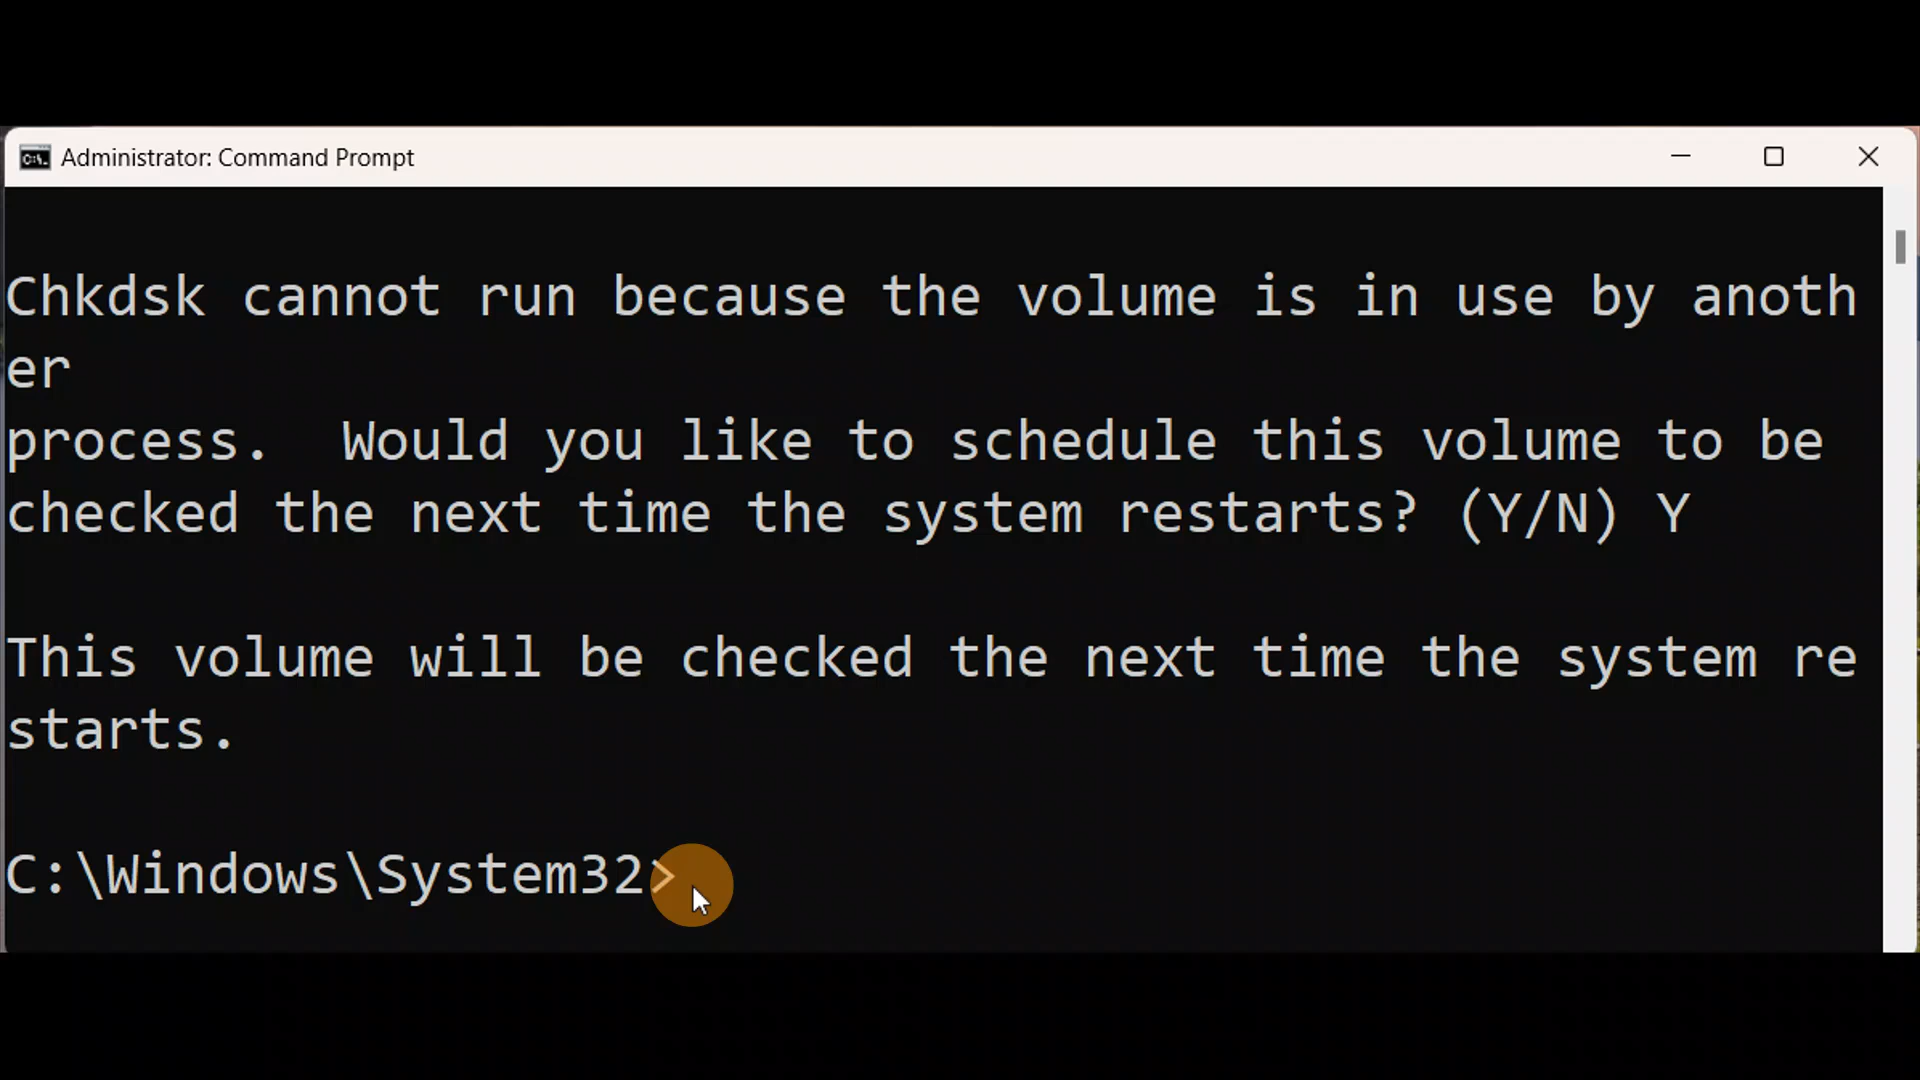 Administrator: Command Prompt
Chkdsk cannot run because the volume is in use by anoth
er
process.  Would you like to schedule this volume to be
checked the next time the system restarts? (Y/N) Y
This volume will be checked the next time the system re
starts.
C:\Windows\System32>